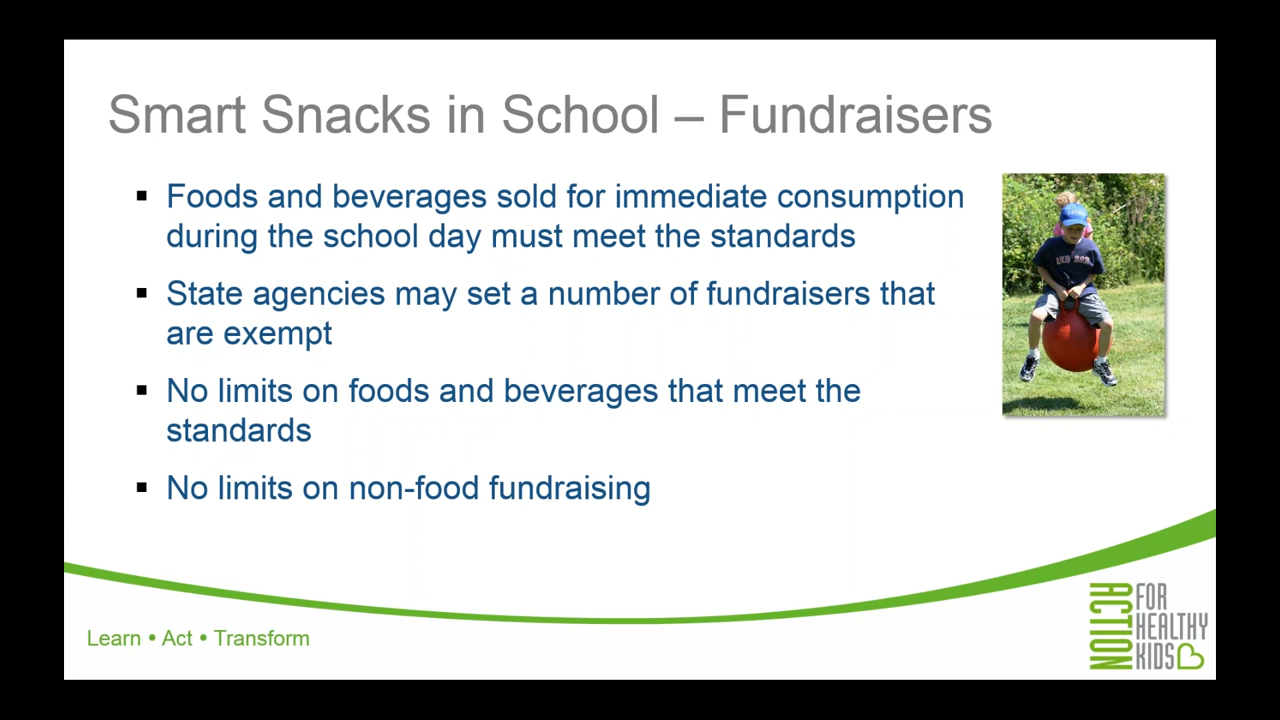 Smart Snacks in School – Fundraisers
▪ Foods and beverages sold for immediate consumption
during the school day must meet the standards
▪ State agencies may set a number of fundraisers that
are exempt
▪ No limits on foods and beverages that meet the
standards
▪ No limits on non-food fundraising
RED SOX
Learn • Act • Transform
ACTION
FOR
HEALTHY
KIDS